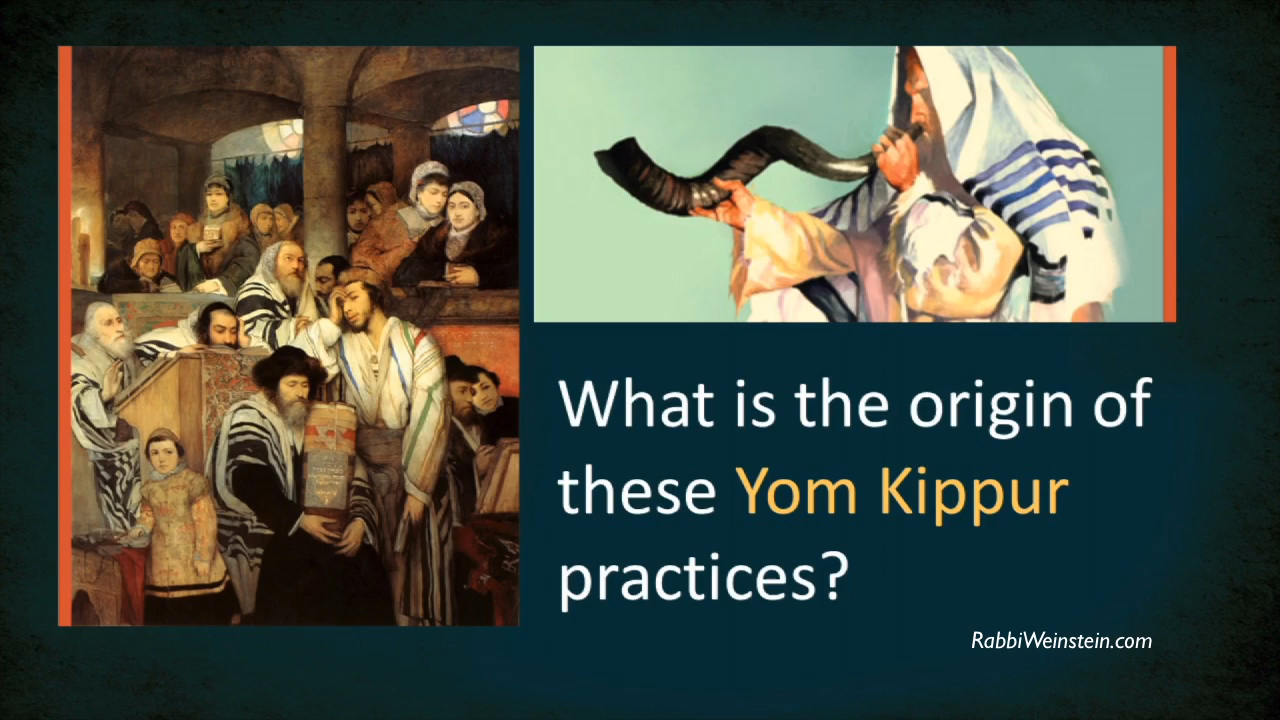 What is the origin of
these Yom Kippur
practices?
RabbiWeinstein.com